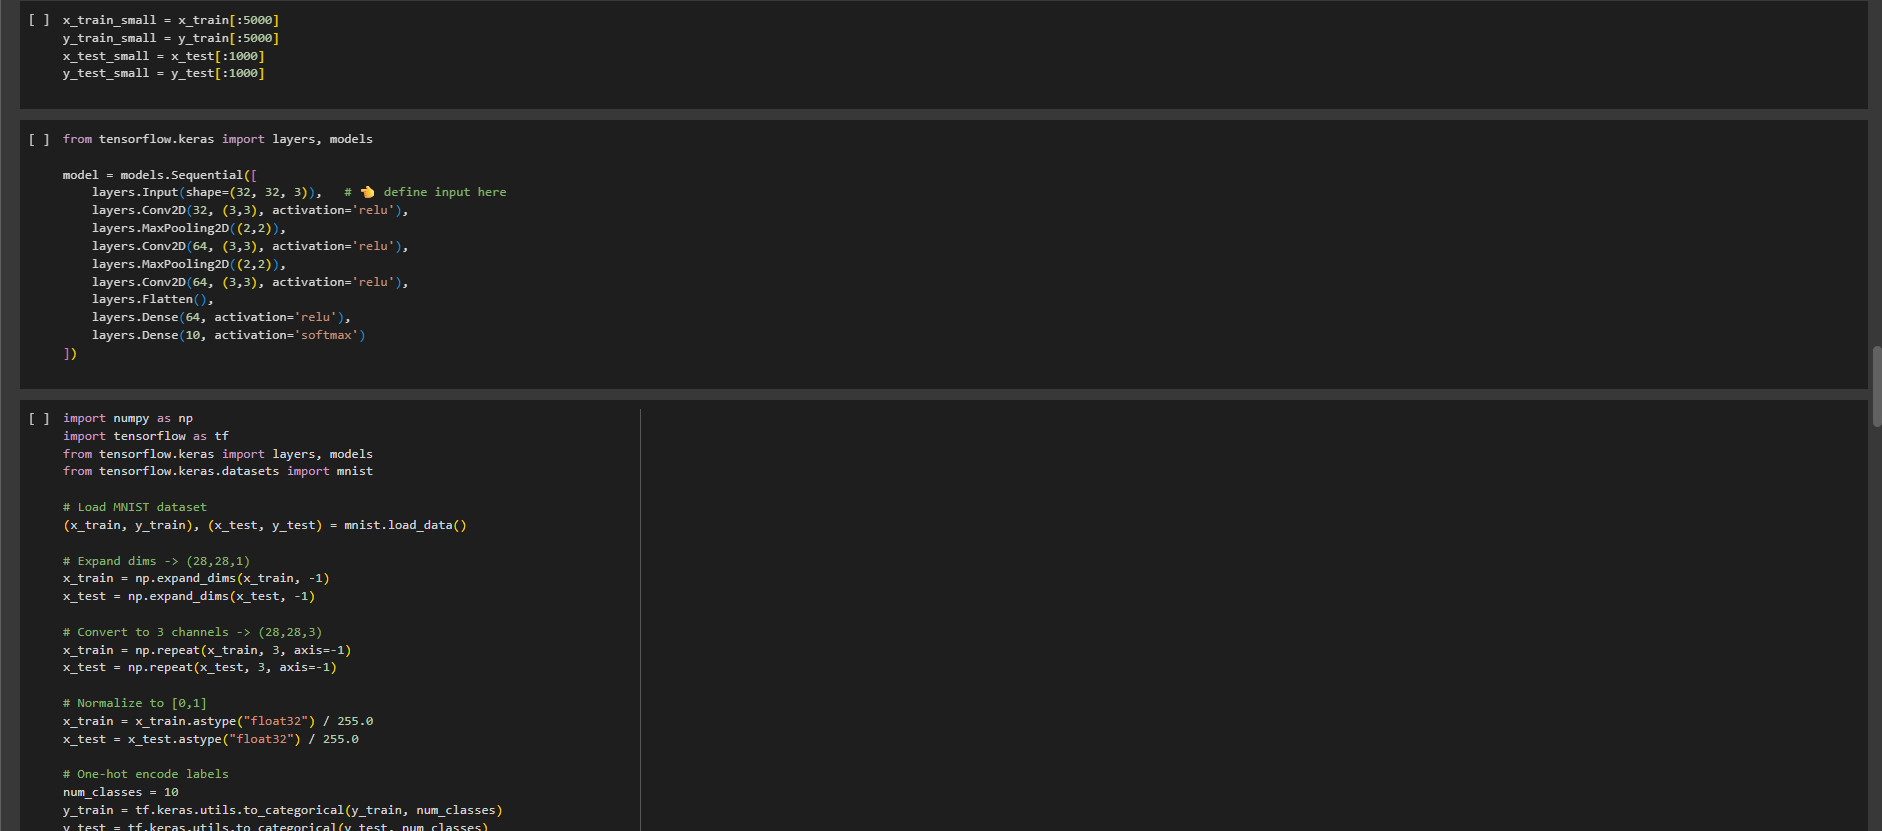 [ ] x_train_small = x_train[:5000]
y_train_small = y_train[:5000]
x_test_small = x_test[:1000]
y_test_small = y_test[:1000]
[ ] from tensorflow.keras import layers, models
model = models.Sequential([
    layers.Input(shape=(32, 32, 3)),   # 👈 define input here
    layers.Conv2D(32, (3,3), activation='relu'),
    layers.MaxPooling2D((2,2)),
    layers.Conv2D(64, (3,3), activation='relu'),
    layers.MaxPooling2D((2,2)),
    layers.Conv2D(64, (3,3), activation='relu'),
    layers.Flatten(),
    layers.Dense(64, activation='relu'),
    layers.Dense(10, activation='softmax')
])
[ ] import numpy as np
import tensorflow as tf
from tensorflow.keras import layers, models
from tensorflow.keras.datasets import mnist
# Load MNIST dataset
(x_train, y_train), (x_test, y_test) = mnist.load_data()
# Expand dims -> (28,28,1)
x_train = np.expand_dims(x_train, -1)
x_test = np.expand_dims(x_test, -1)
# Convert to 3 channels -> (28,28,3)
x_train = np.repeat(x_train, 3, axis=-1)
x_test = np.repeat(x_test, 3, axis=-1)
# Normalize to [0,1]
x_train = x_train.astype("float32") / 255.0
x_test = x_test.astype("float32") / 255.0
# One-hot encode labels
num_classes = 10
y_train = tf.keras.utils.to_categorical(y_train, num_classes)
y_test = tf.keras.utils.to_categorical(y_test, num_classes)